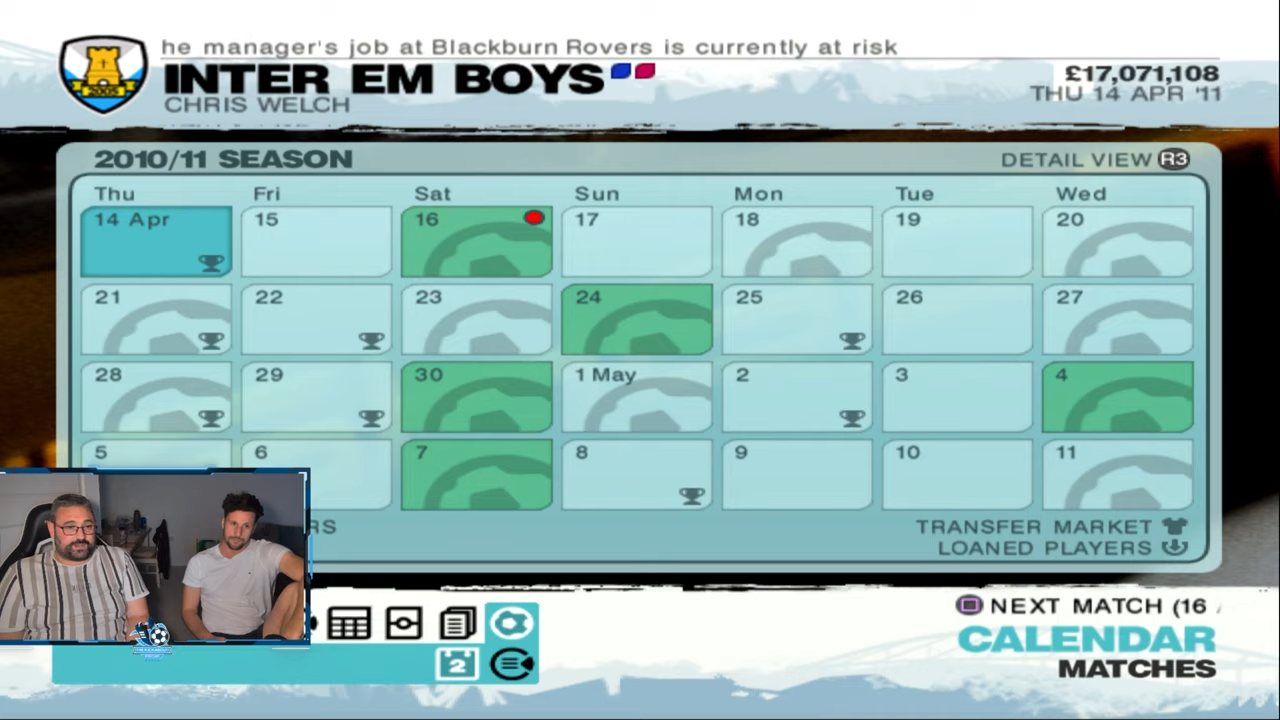 he manager's job at Blackburn Rovers is currently at risk
INTER EM BOYS
CHRIS WELCH
£17,071,108
THU 14 APR '11
2005
2010/11 SEASON
DETAIL VIEW R3
Thu Fri Sat Sun Mon Tue Wed
14 Apr 15 16 17 18 19 20
21 22 23 24 25 26 27
28 29 30 1 May 2 3 4
5 6 7 8 9 10 11
RS
TRANSFER MARKET
LOANED PLAYERS
NEXT MATCH (16
CALENDAR
MATCHES
2